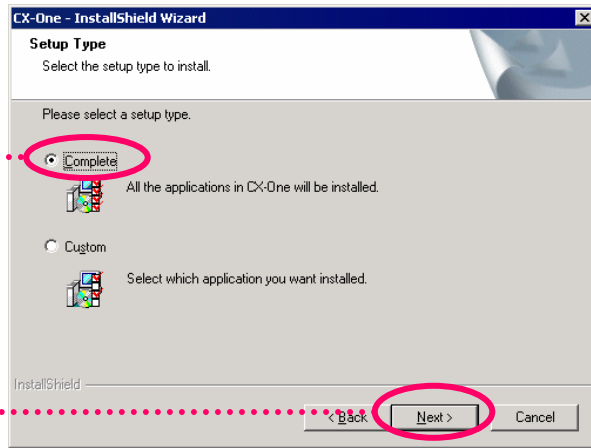 CX-One - InstallShield Wizard
Setup Type
Select the setup type to install.
Please select a setup type.
Complete
All the applications in CX-One will be installed.
Custom
Select which application you want installed.
InstallShield
< Back
Next >
Cancel